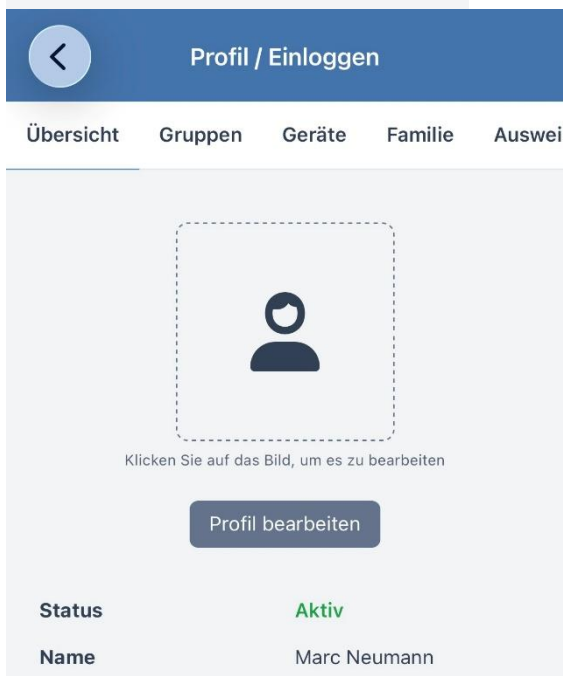 Profil / Einloggen
Übersicht Gruppen Geräte Familie Auswei
Klicken Sie auf das Bild, um es zu bearbeiten
Profil bearbeiten
Status Aktiv
Name Marc Neumann